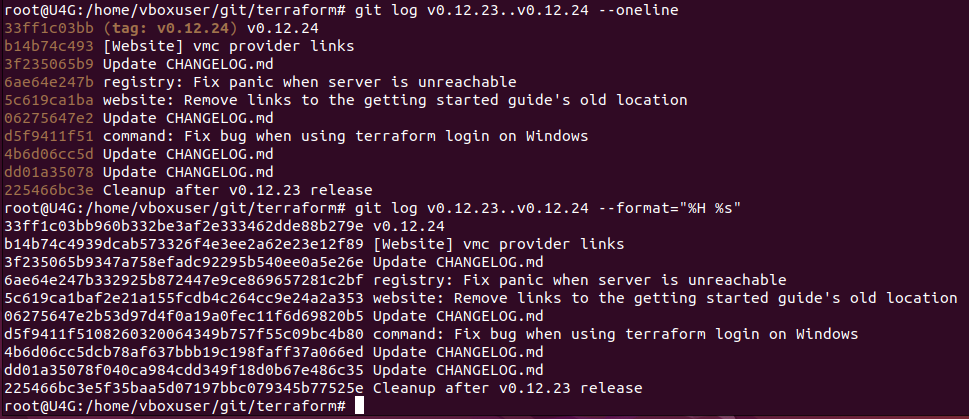 root@U4G:/home/vboxuser/git/terraform# git log v0.12.23..v0.12.24 --oneline
33ff1c03bb (tag: v0.12.24) v0.12.24
b14b74c493 [Website] vmc provider links
3f235065b9 Update CHANGELOG.md
6ae64e247b registry: Fix panic when server is unreachable
5c619ca1ba website: Remove links to the getting started guide's old location
06275647e2 Update CHANGELOG.md
d5f9411f51 command: Fix bug when using terraform login on Windows
4b6d06cc5d Update CHANGELOG.md
dd01a35078 Update CHANGELOG.md
225466bc3e Cleanup after v0.12.23 release
root@U4G:/home/vboxuser/git/terraform# git log v0.12.23..v0.12.24 --format="%H %s"
33ff1c03bb960b332be3af2e333462dde88b279e v0.12.24
b14b74c4939dcab573326f4e3ee2a62e23e12f89 [Website] vmc provider links
3f235065b9347a758efadc92295b540ee0a5e26e Update CHANGELOG.md
6ae64e247b332925b872447e9ce869657281c2bf registry: Fix panic when server is unreachable
5c619ca1baf2e21a155fcdb4c264cc9e24a2a353 website: Remove links to the getting started guide's old location
06275647e2b53d97d4f0a19a0fec11f6d69820b5 Update CHANGELOG.md
d5f9411f5108260320064349b757f55c09bc4b80 command: Fix bug when using terraform login on Windows
4b6d06cc5dcb78af637bbb19c198faff37a066ed Update CHANGELOG.md
dd01a35078f040ca984cdd349f18d0b67e486c35 Update CHANGELOG.md
225466bc3e5f35baa5d07197bbc079345b77525e Cleanup after v0.12.23 release
root@U4G:/home/vboxuser/git/terraform#